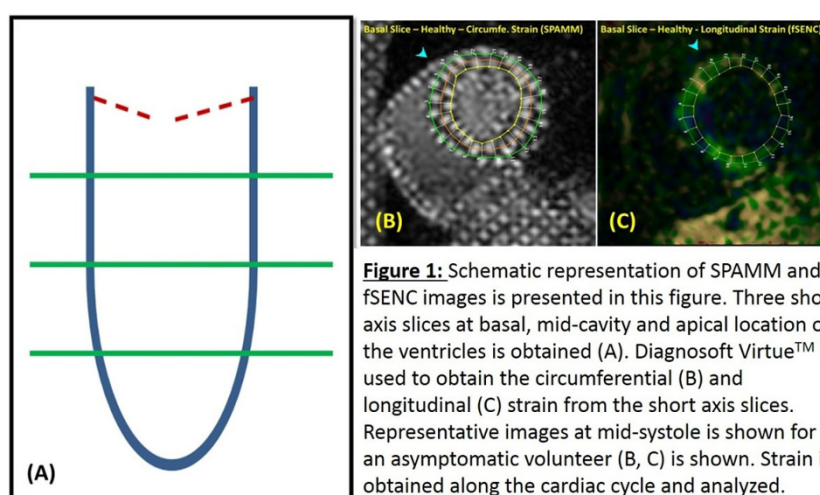 Basal Slice – Healthy – Circumfe. Strain (SPAMM)
Basal Slice – Healthy - Longitudinal Strain (fSENC)
(A)
(B)
(C)
Figure 1: Schematic representation of SPAMM and
fSENC images is presented in this figure. Three
axis slices at basal, mid-cavity and apical location
the ventricles is obtained (A). Diagnosoft Virtue™
used to obtain the circumferential (B) and
longitudinal (C) strain from the short axis slices.
Representative images at mid-systole is shown for
an asymptomatic volunteer (B, C) is shown. Strain
obtained along the cardiac cycle and analyzed.